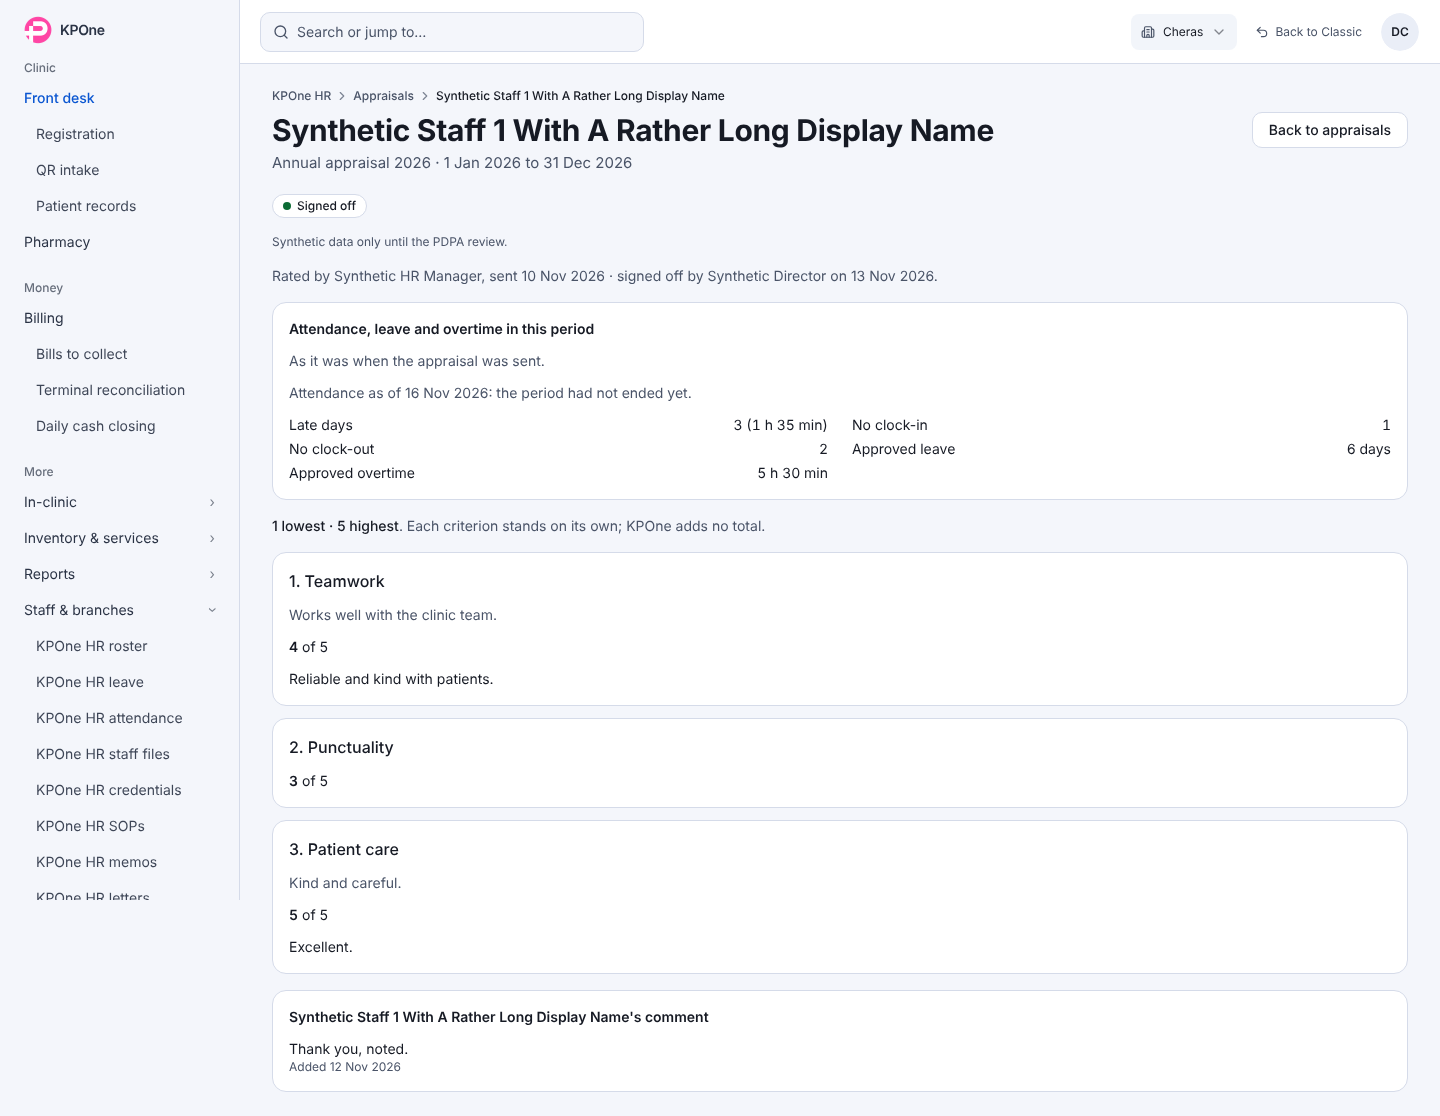 KPOne
Clinic
Front desk
Registration
QR intake
Patient records
Pharmacy
Money
Billing
Bills to collect
Terminal reconciliation
Daily cash closing
More
In-clinic
Inventory & services
Reports
Staff & branches
KPOne HR roster
KPOne HR leave
KPOne HR attendance
KPOne HR staff files
KPOne HR credentials
KPOne HR SOPs
KPOne HR memos
KPOne HR letters
Search or jump to...
Cheras
Back to Classic
DC
KPOne HR > Appraisals > Synthetic Staff 1 With A Rather Long Display Name
Synthetic Staff 1 With A Rather Long Display Name
Back to appraisals
Annual appraisal 2026 · 1 Jan 2026 to 31 Dec 2026
Signed off
Synthetic data only until the PDPA review.
Rated by Synthetic HR Manager, sent 10 Nov 2026 · signed off by Synthetic Director on 13 Nov 2026.
Attendance, leave and overtime in this period
As it was when the appraisal was sent.
Attendance as of 16 Nov 2026: the period had not ended yet.
Late days 3 (1 h 35 min) No clock-in 1
No clock-out 2 Approved leave 6 days
Approved overtime 5 h 30 min
1 lowest · 5 highest. Each criterion stands on its own; KPOne adds no total.
1. Teamwork
Works well with the clinic team.
4 of 5
Reliable and kind with patients.
2. Punctuality
3 of 5
3. Patient care
Kind and careful.
5 of 5
Excellent.
Synthetic Staff 1 With A Rather Long Display Name's comment
Thank you, noted.
Added 12 Nov 2026